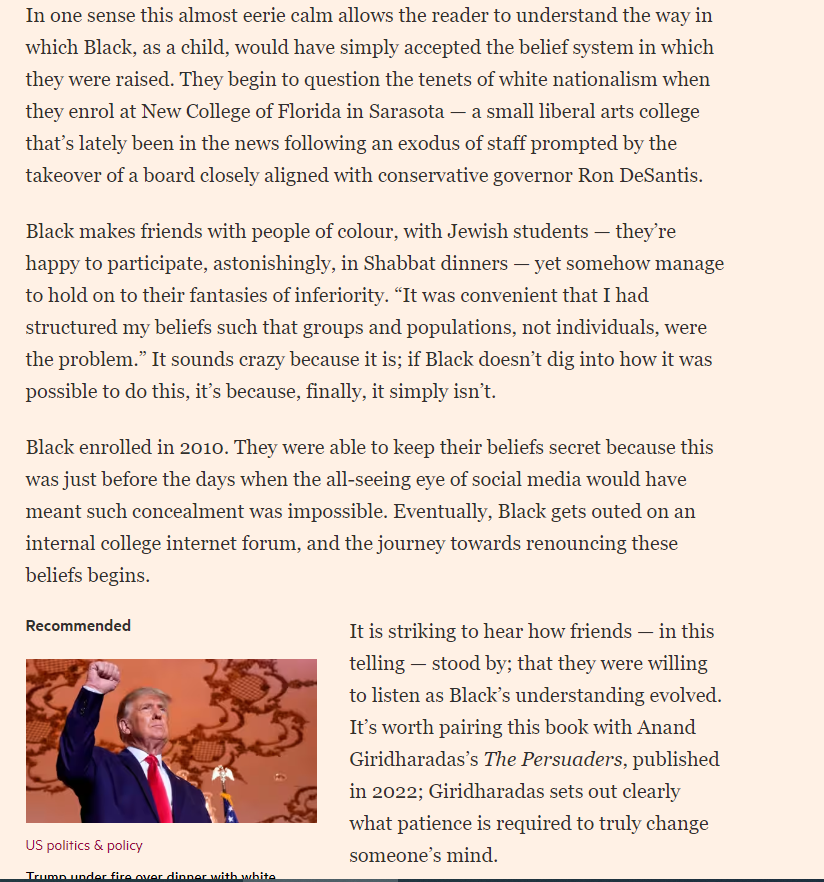 In one sense this almost eerie calm allows the reader to understand the way in
which Black, as a child, would have simply accepted the belief system in which
they were raised. They begin to question the tenets of white nationalism when
they enrol at New College of Florida in Sarasota — a small liberal arts college
that’s lately been in the news following an exodus of staff prompted by the
takeover of a board closely aligned with conservative governor Ron DeSantis.
Black makes friends with people of colour, with Jewish students — they’re
happy to participate, astonishingly, in Shabbat dinners — yet somehow manage
to hold on to their fantasies of inferiority. “It was convenient that I had
structured my beliefs such that groups and populations, not individuals, were
the problem.” It sounds crazy because it is; if Black doesn’t dig into how it was
possible to do this, it’s because, finally, it simply isn’t.
Black enrolled in 2010. They were able to keep their beliefs secret because this
was just before the days when the all-seeing eye of social media would have
meant such concealment was impossible. Eventually, Black gets outed on an
internal college internet forum, and the journey towards renouncing these
beliefs begins.
Recommended
US politics & policy
Trump under fire over dinner with white
It is striking to hear how friends — in this
telling — stood by; that they were willing
to listen as Black’s understanding evolved.
It’s worth pairing this book with Anand
Giridharadas’s The Persuaders, published
in 2022; Giridharadas sets out clearly
what patience is required to truly change
someone’s mind.